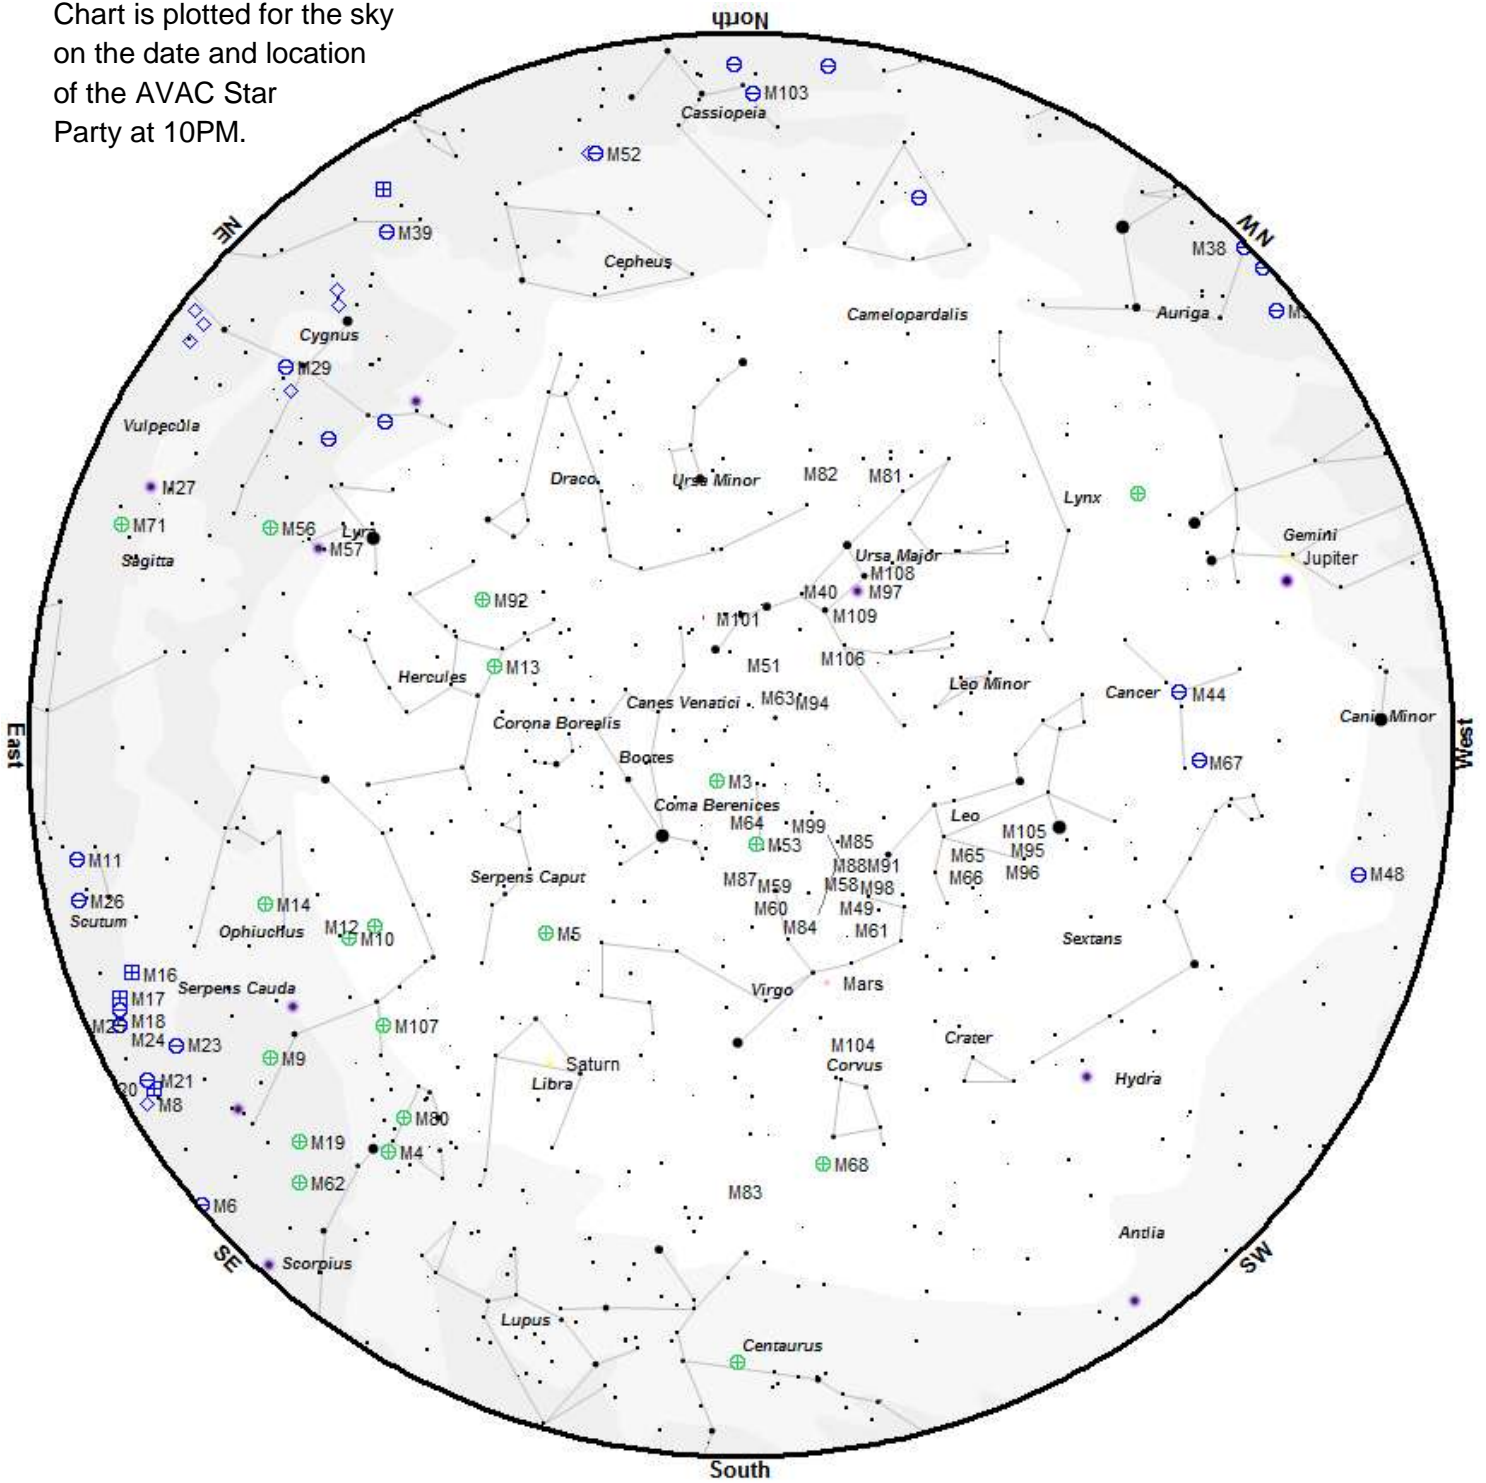 Chart is plotted for the sky
on the date and location
of the AVAC Star
Party at 10PM.
North
M103
Cassiopeia
M52
NE
M39
NW
M38
Cepheus
Camelopardalis
Auriga
Cygnus
M29
Vulpecula
M27
Draco
Ursa Minor
M82
M81
Lynx
M71
M56
Lyra
M57
Sagitta
Gemini
Jupiter
Ursa Major
M108
M92
M40
M97
M101
M109
M13
M51
M106
Hercules
Leo Minor
Cancer
M44
Canes Venatici
M63
M94
Corona Borealis
Canis Minor
East
West
Bootes
M67
M3
Coma Berenices
Leo
M64
M99
M105
M53
M85
M95
M11
M65
M88
M91
M96
M48
Serpens Caput
M87
M59
M58
M98
M66
M26
M14
M60
M49
Scutum
Ophiuchus
M12
M10
M5
M84
M61
Sextans
M16
Serpens Cauda
Virgo
Mars
M17
M18
M25
M107
M24
M23
M104
Crater
M9
Saturn
Corvus
Libra
Hydra
M21
20
M8
M80
M19
M4
M68
M62
M83
M6
Antlia
SE
SW
Scorpius
Lupus
Centaurus
South